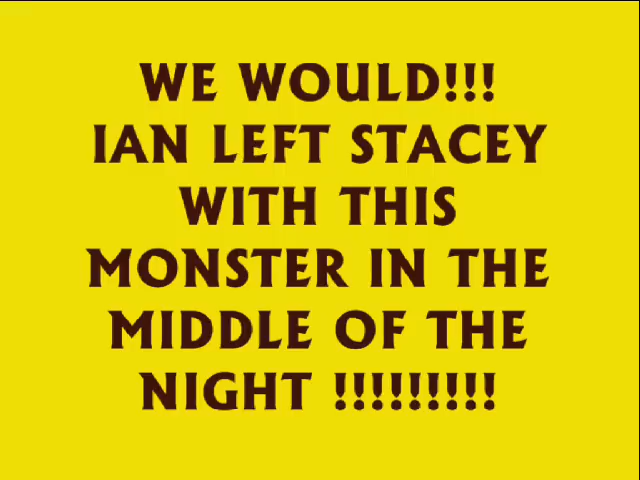 WE WOULD!!!
IAN LEFT STACEY
WITH THIS
MONSTER IN THE
MIDDLE OF THE
NIGHT !!!!!!!!!